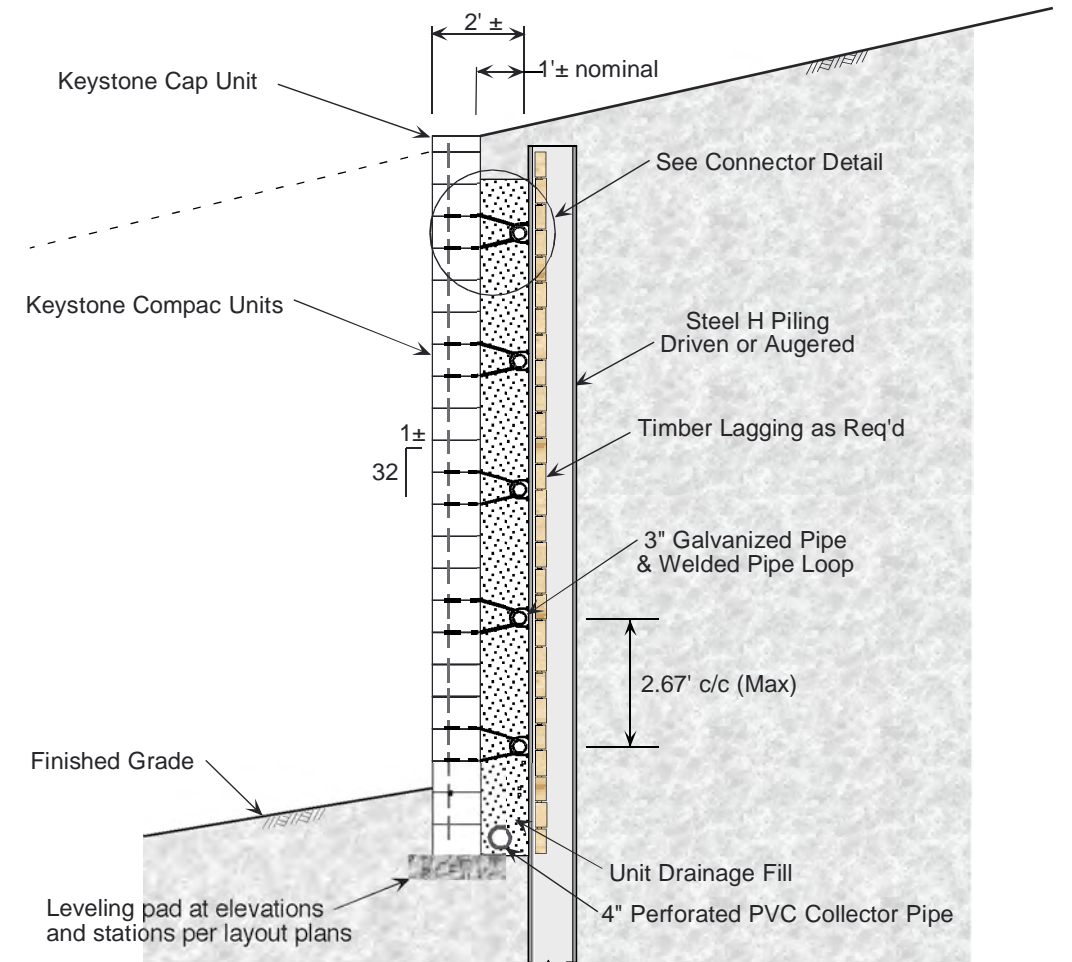 2' ±
1'± nominal
Keystone Cap Unit
See Connector Detail
Keystone Compac Units
Steel H Piling
Driven or Augered
Timber Lagging as Req'd
1±
32
3" Galvanized Pipe
& Welded Pipe Loop
2.67' c/c (Max)
Finished Grade
Unit Drainage Fill
4" Perforated PVC Collector Pipe
Leveling pad at elevations
and stations per layout plans